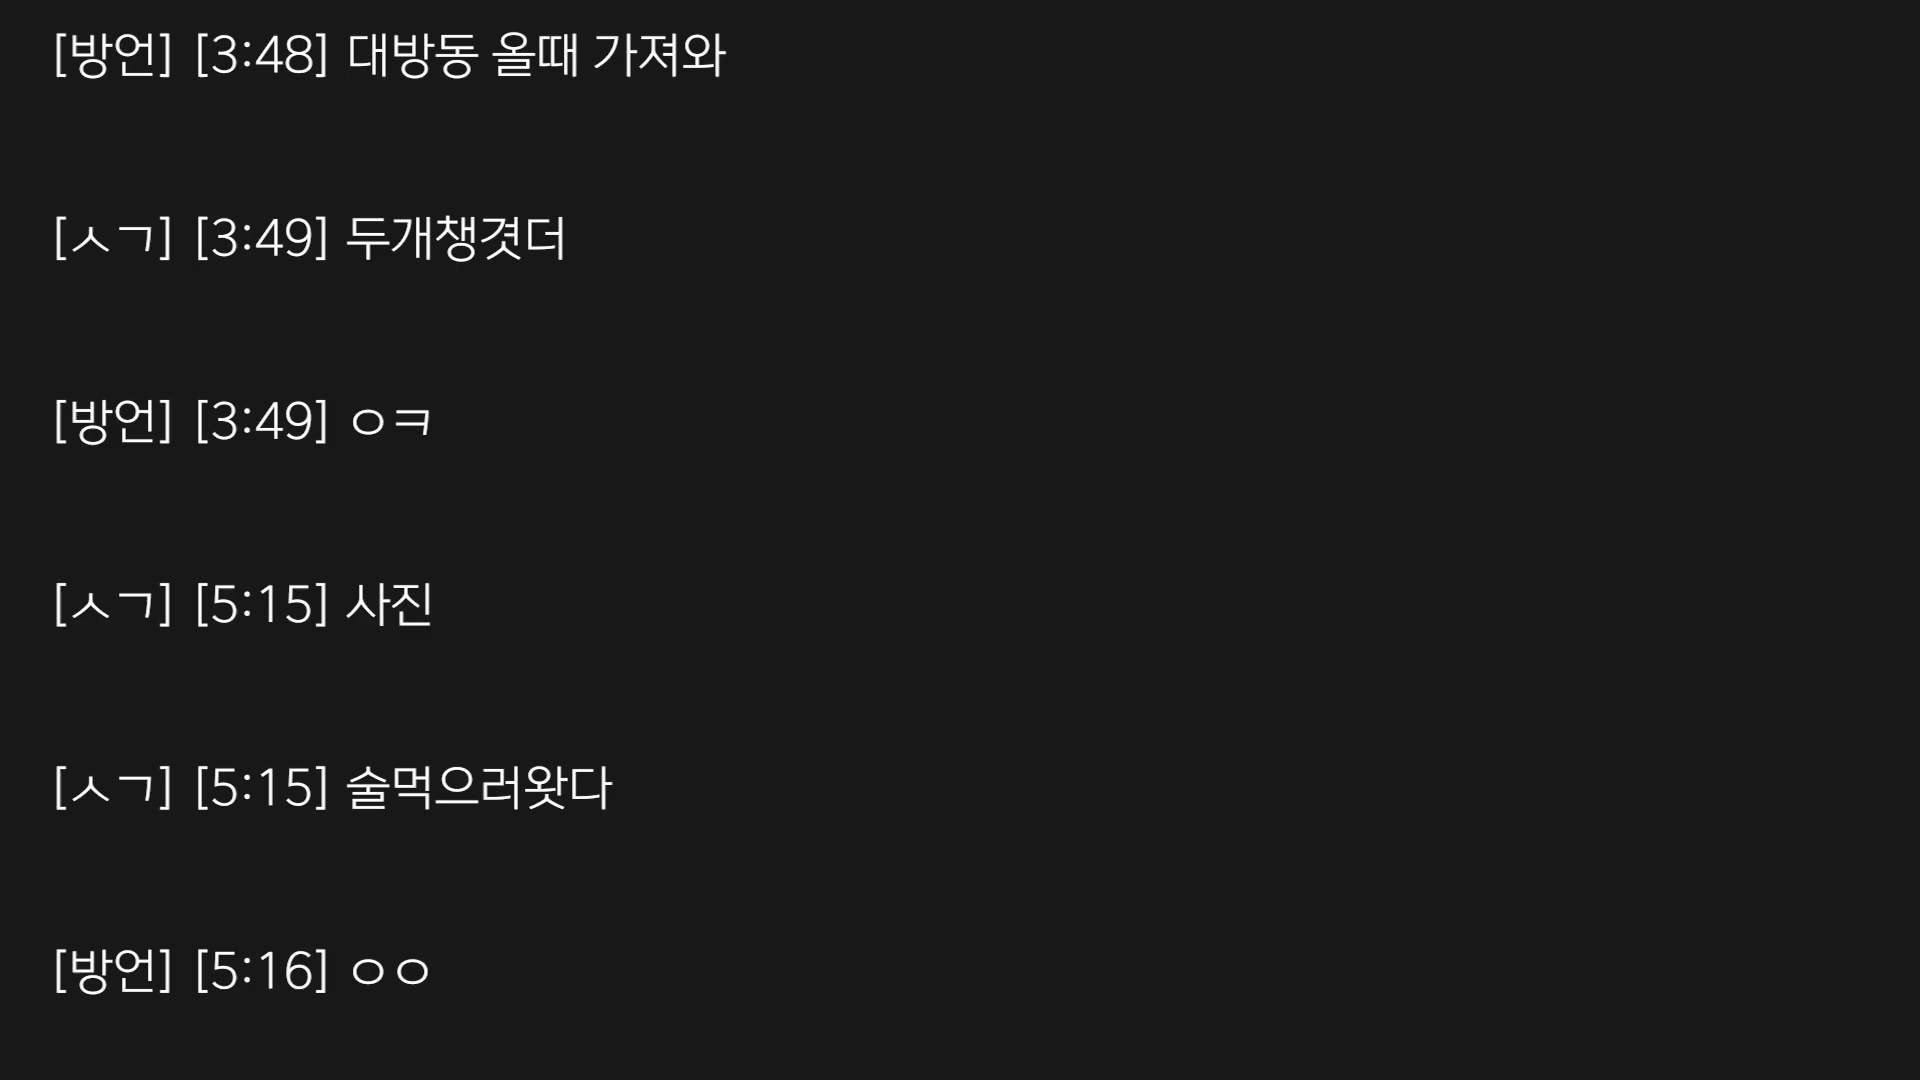 [방언] [3:48] 대방동 올때 가져와
[ㅅㄱ] [3:49] 두개챙겻더
[방언] [3:49] ㅇㅋ
[ㅅㄱ] [5:15] 사진
[ㅅㄱ] [5:15] 술먹으러왓다
[방언] [5:16] ㅇㅇ